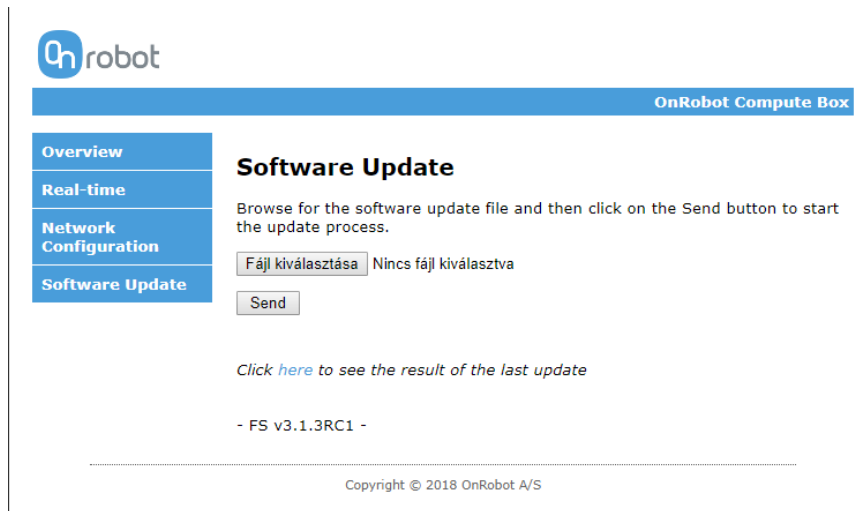 On robot
OnRobot Compute Box
Overview
Real-time
Network
Configuration
Software Update
Software Update
Browse for the software update file and then click on the Send button to start
the update process.
Fájl kiválasztása Nincs fájl kiválasztva
Send
Click here to see the result of the last update
- FS v3.1.3RC1 -
Copyright © 2018 OnRobot A/S